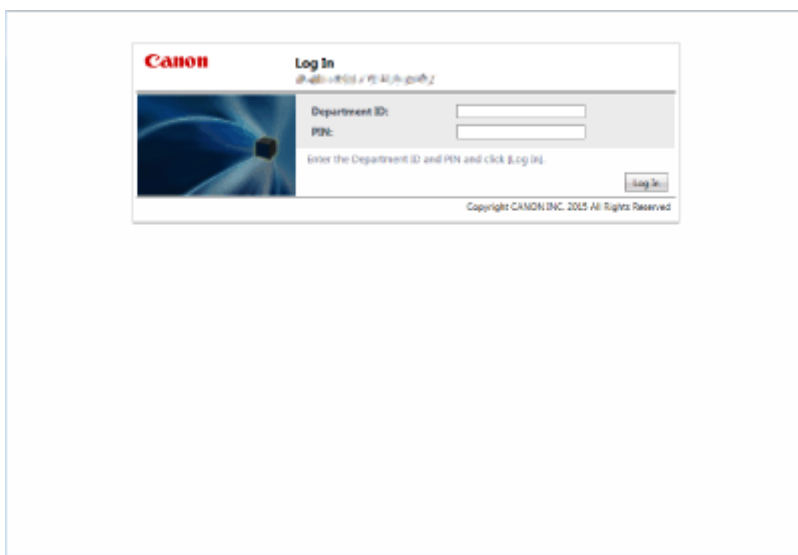 Canon
Log In
Department ID:
PIN:
Enter the Department ID and PIN and click [Log In].
Log In
Copyright CANON INC. 2015 All Rights Reserved